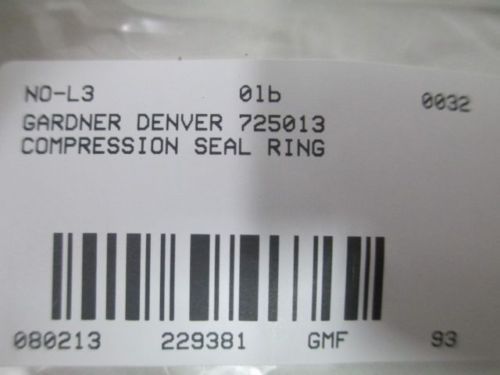 NO-L3 0lb 0032
GARDNER DENVER 725013
COMPRESSION SEAL RING
080213 229381 GMF 93